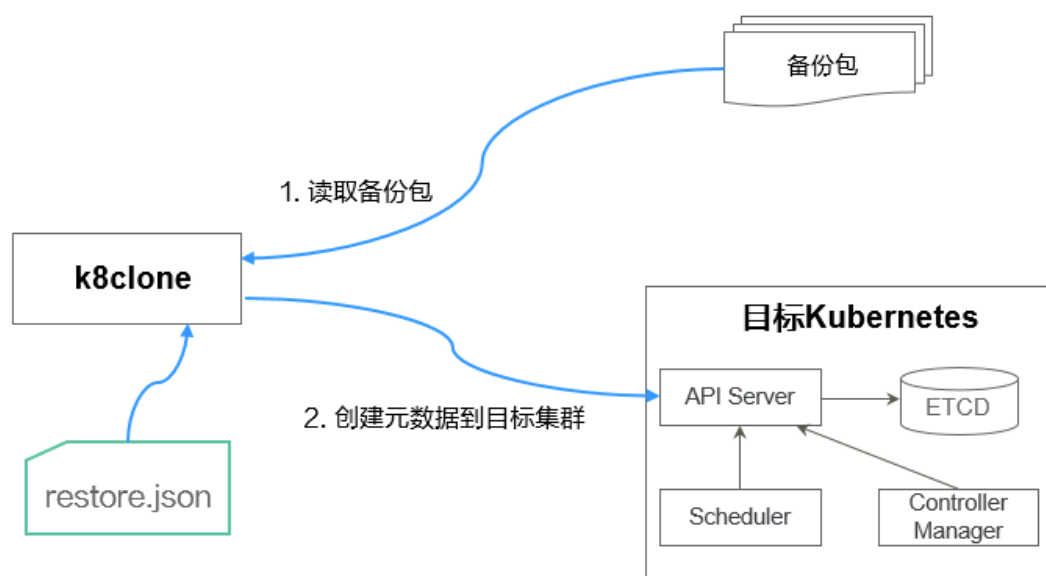 备份包
1. 读取备份包
k8clone
目标Kubernetes
API Server
ETCD
2. 创建元数据到目标集群
restore.json
Scheduler
Controller
Manager